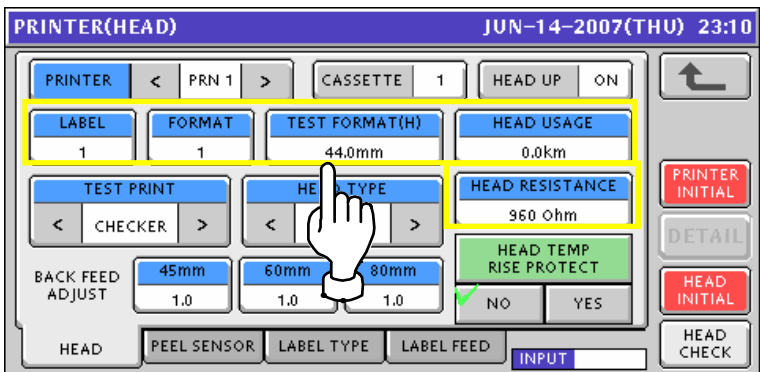 PRINTER(HEAD) JUN-14-2007(THU) 23:10
PRINTER < PRN 1 > CASSETTE 1 HEAD UP ON
LABEL FORMAT TEST FORMAT(H) HEAD USAGE
1 1 44.0mm 0.0km
TEST PRINT HEAD TYPE HEAD RESISTANCE
< CHECKER > < > 960 Ohm
PRINTER
INITIAL
DETAIL
HEAD TEMP
RISE PROTECT
NO YES
BACK FEED
ADJUST
45mm 60mm 80mm
1.0 1.0 1.0
HEAD
INITIAL
HEAD PEEL SENSOR LABEL TYPE LABEL FEED INPUT
HEAD
CHECK